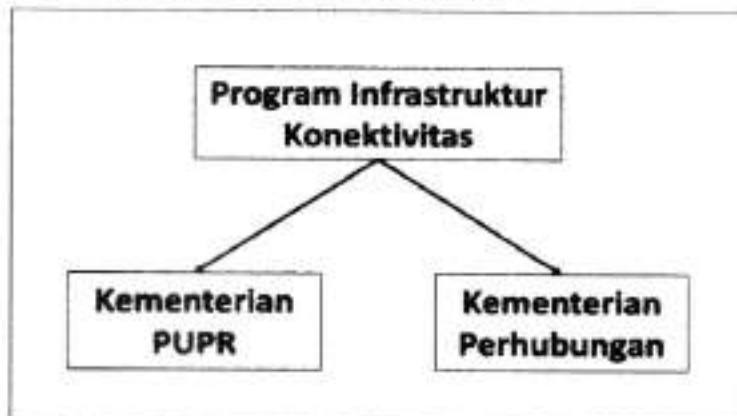 Program Infrastruktur
Konektivitas
Kementerian
PUPR
Kementerian
Perhubungan